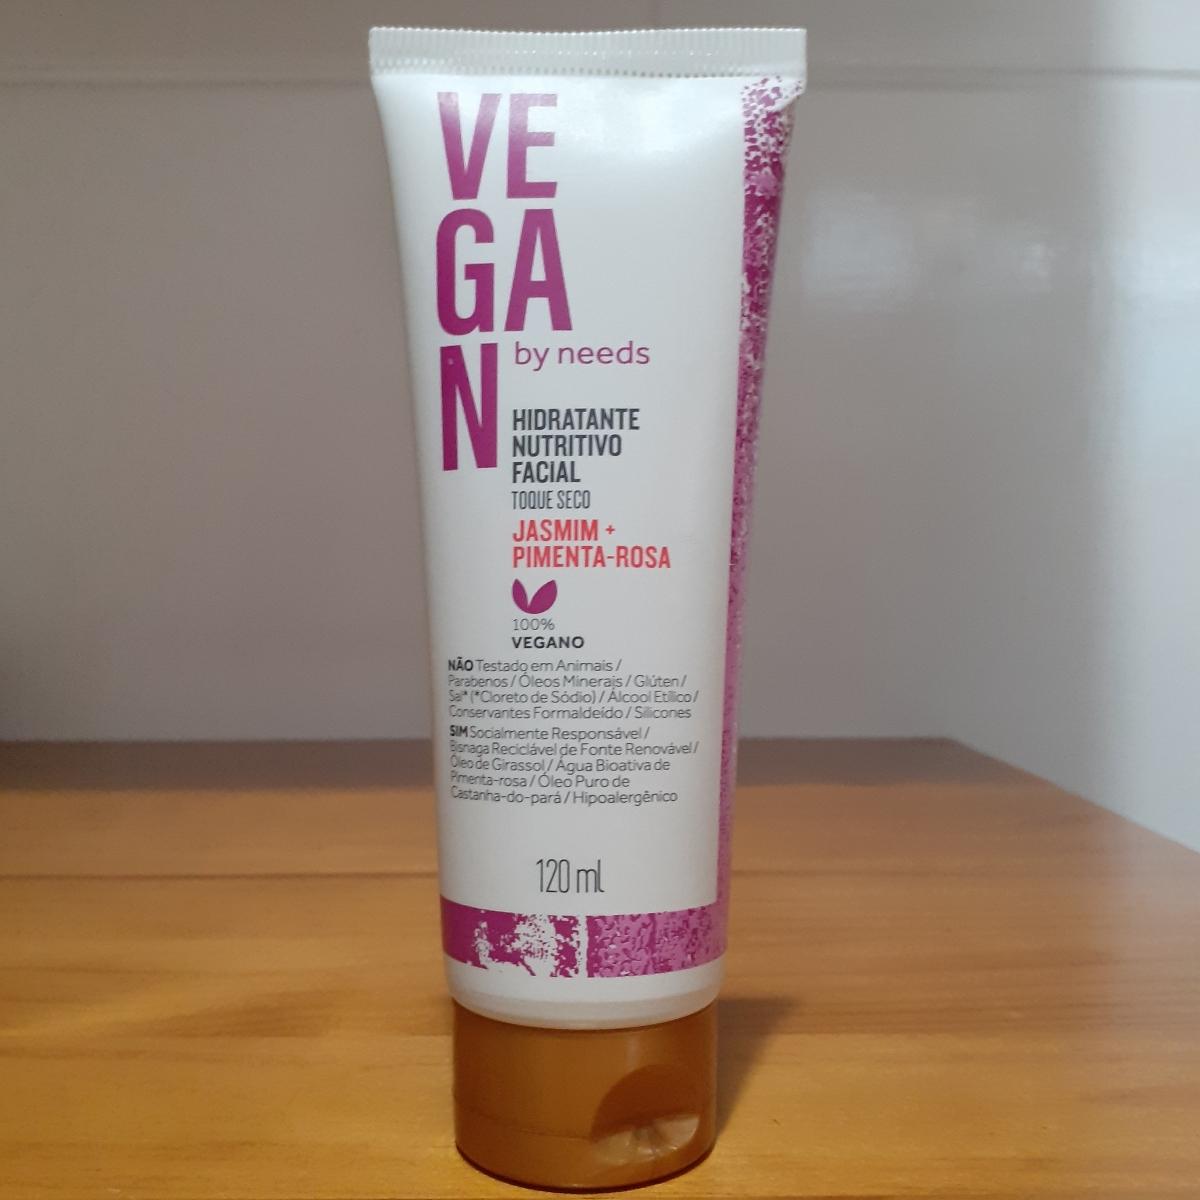 VE
GA
N by needs
HIDRATANTE
NUTRITIVO
FACIAL
TOQUE SECO
JASMIM +
PIMENTA-ROSA
100%
VEGANO
NÃO Testado em Animais /
Parabenos / Óleos Minerais / Glúten /
Sal* (*Cloreto de Sódio) / Álcool Etílico /
Conservantes Formaldeído / Silicones
SIM Socialmente Responsável /
Bisnaga Reciclável de Fonte Renovável /
Óleo de Girassol / Água Bioativa de
Pimenta-rosa / Óleo Puro de
Castanha-do-pará / Hipoalergênico
120 ml